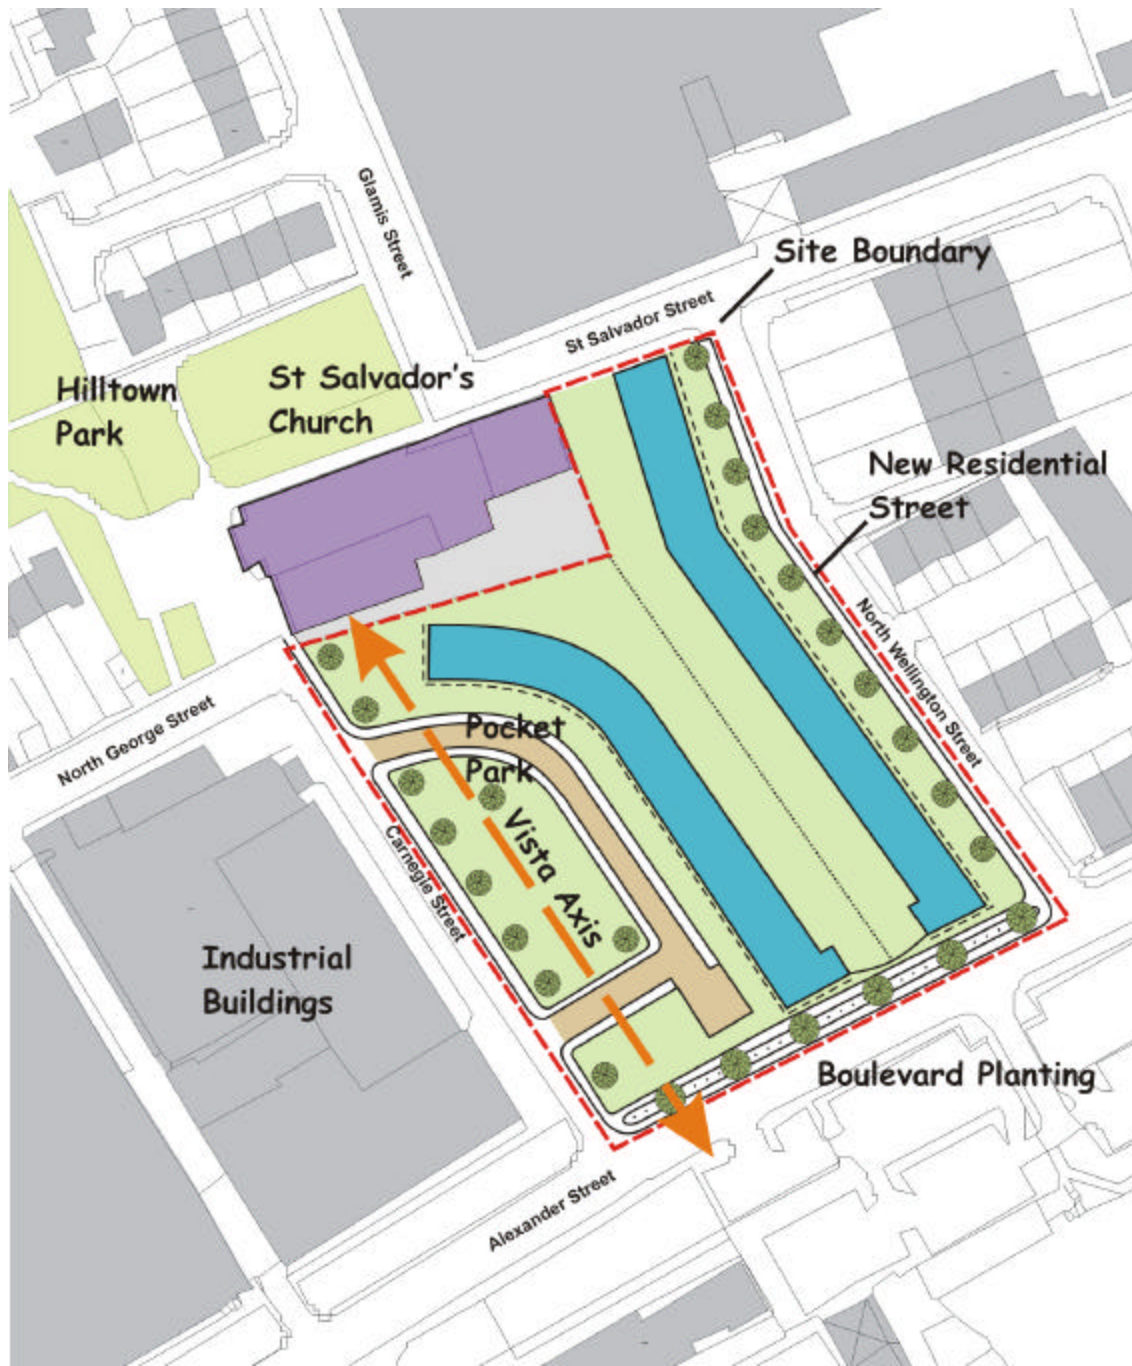 Glamis Street
Site Boundary
St Salvador Street
Hilltown
Park
St Salvador's
Church
New Residential
Street
North Wellington Street
North George Street
Pocket
Park
Vista Axis
Carnegie Street
Industrial
Buildings
Boulevard Planting
Alexander Street